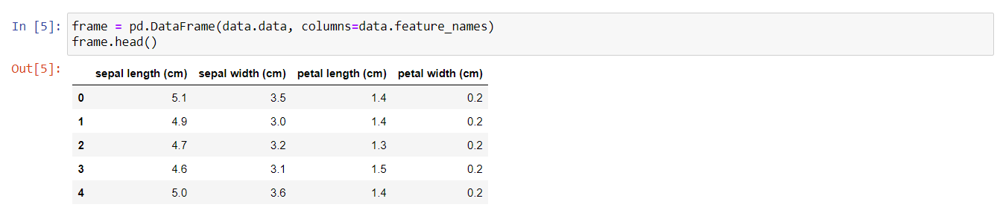 In [5]: frame = pd.DataFrame(data.data, columns=data.feature_names)
frame.head()
Out[5]:
sepal length (cm) sepal width (cm) petal length (cm) petal width (cm)
0 5.1 3.5 1.4 0.2
1 4.9 3.0 1.4 0.2
2 4.7 3.2 1.3 0.2
3 4.6 3.1 1.5 0.2
4 5.0 3.6 1.4 0.2